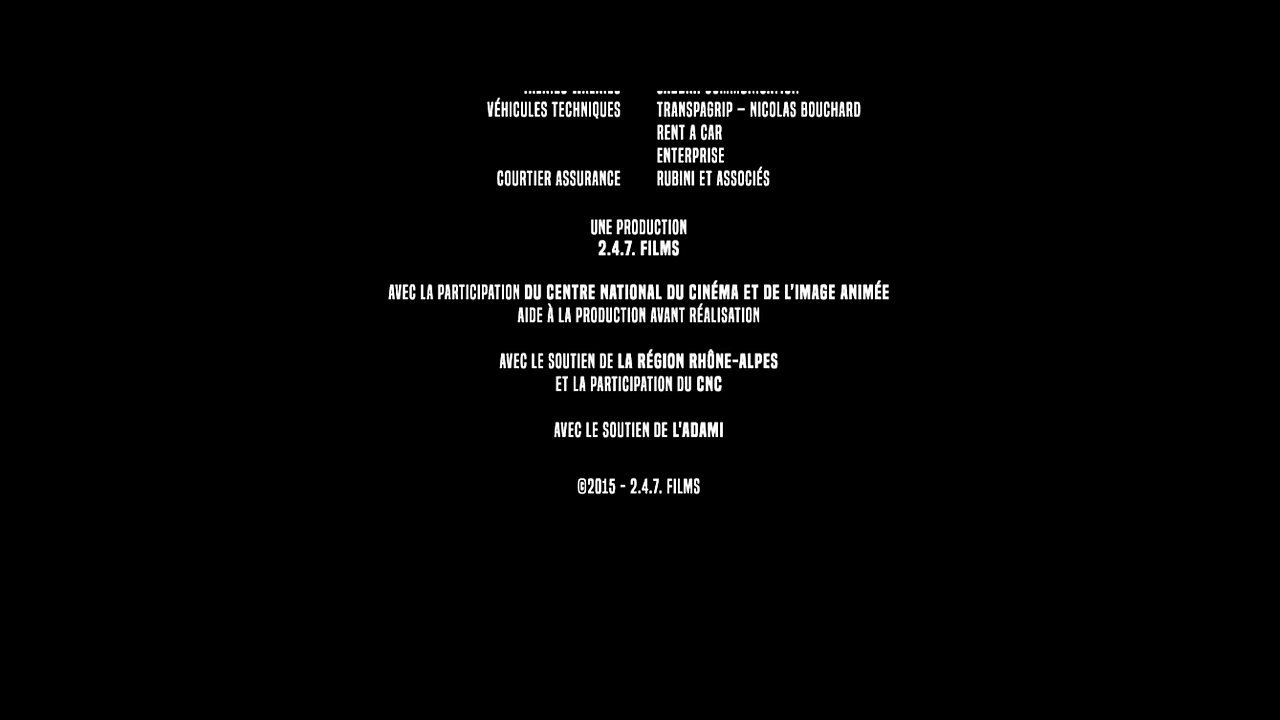 VÉHICULES TECHNIQUES TRANSPAGRIP – NICOLAS BOUCHARD
RENT A CAR
ENTERPRISE
COURTIER ASSURANCE RUBINI ET ASSOCIÉS
UNE PRODUCTION
2.4.7. FILMS
AVEC LA PARTICIPATION DU CENTRE NATIONAL DU CINÉMA ET DE L'IMAGE ANIMÉE
AIDE À LA PRODUCTION AVANT RÉALISATION
AVEC LE SOUTIEN DE LA RÉGION RHÔNE-ALPES
ET LA PARTICIPATION DU CNC
AVEC LE SOUTIEN DE L'ADAMI
©2015 - 2.4.7. FILMS